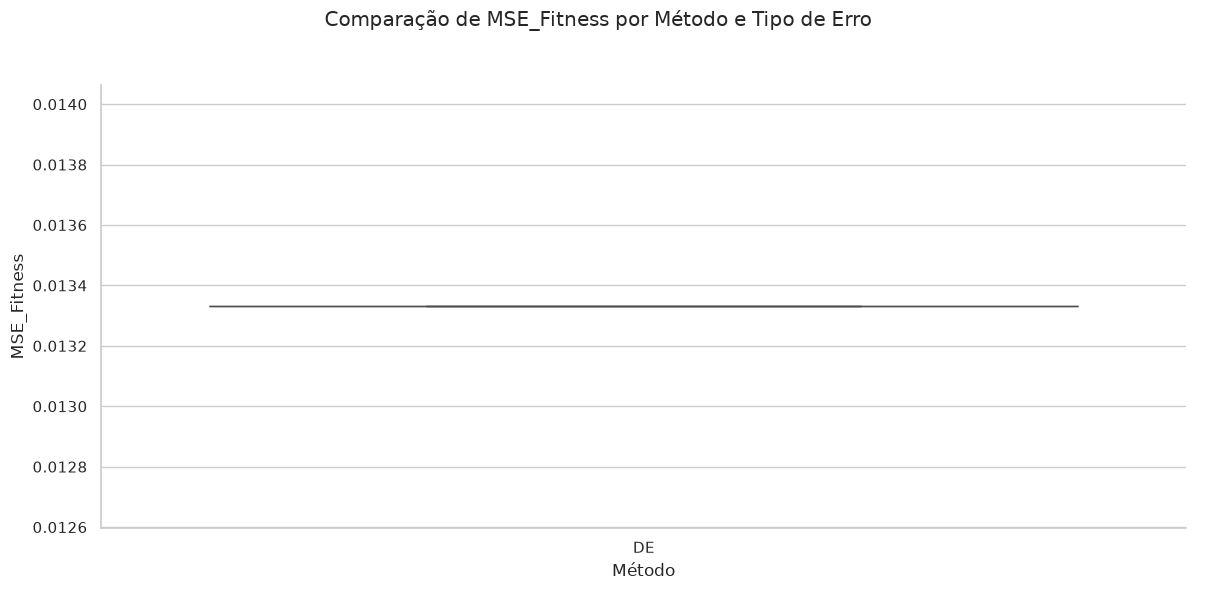 Comparação de MSE_Fitness por Método e Tipo de Erro
0.0140
0.0138
0.0136
0.0134
0.0132
0.0130
0.0128
0.0126
MSE_Fitness
DE
Método